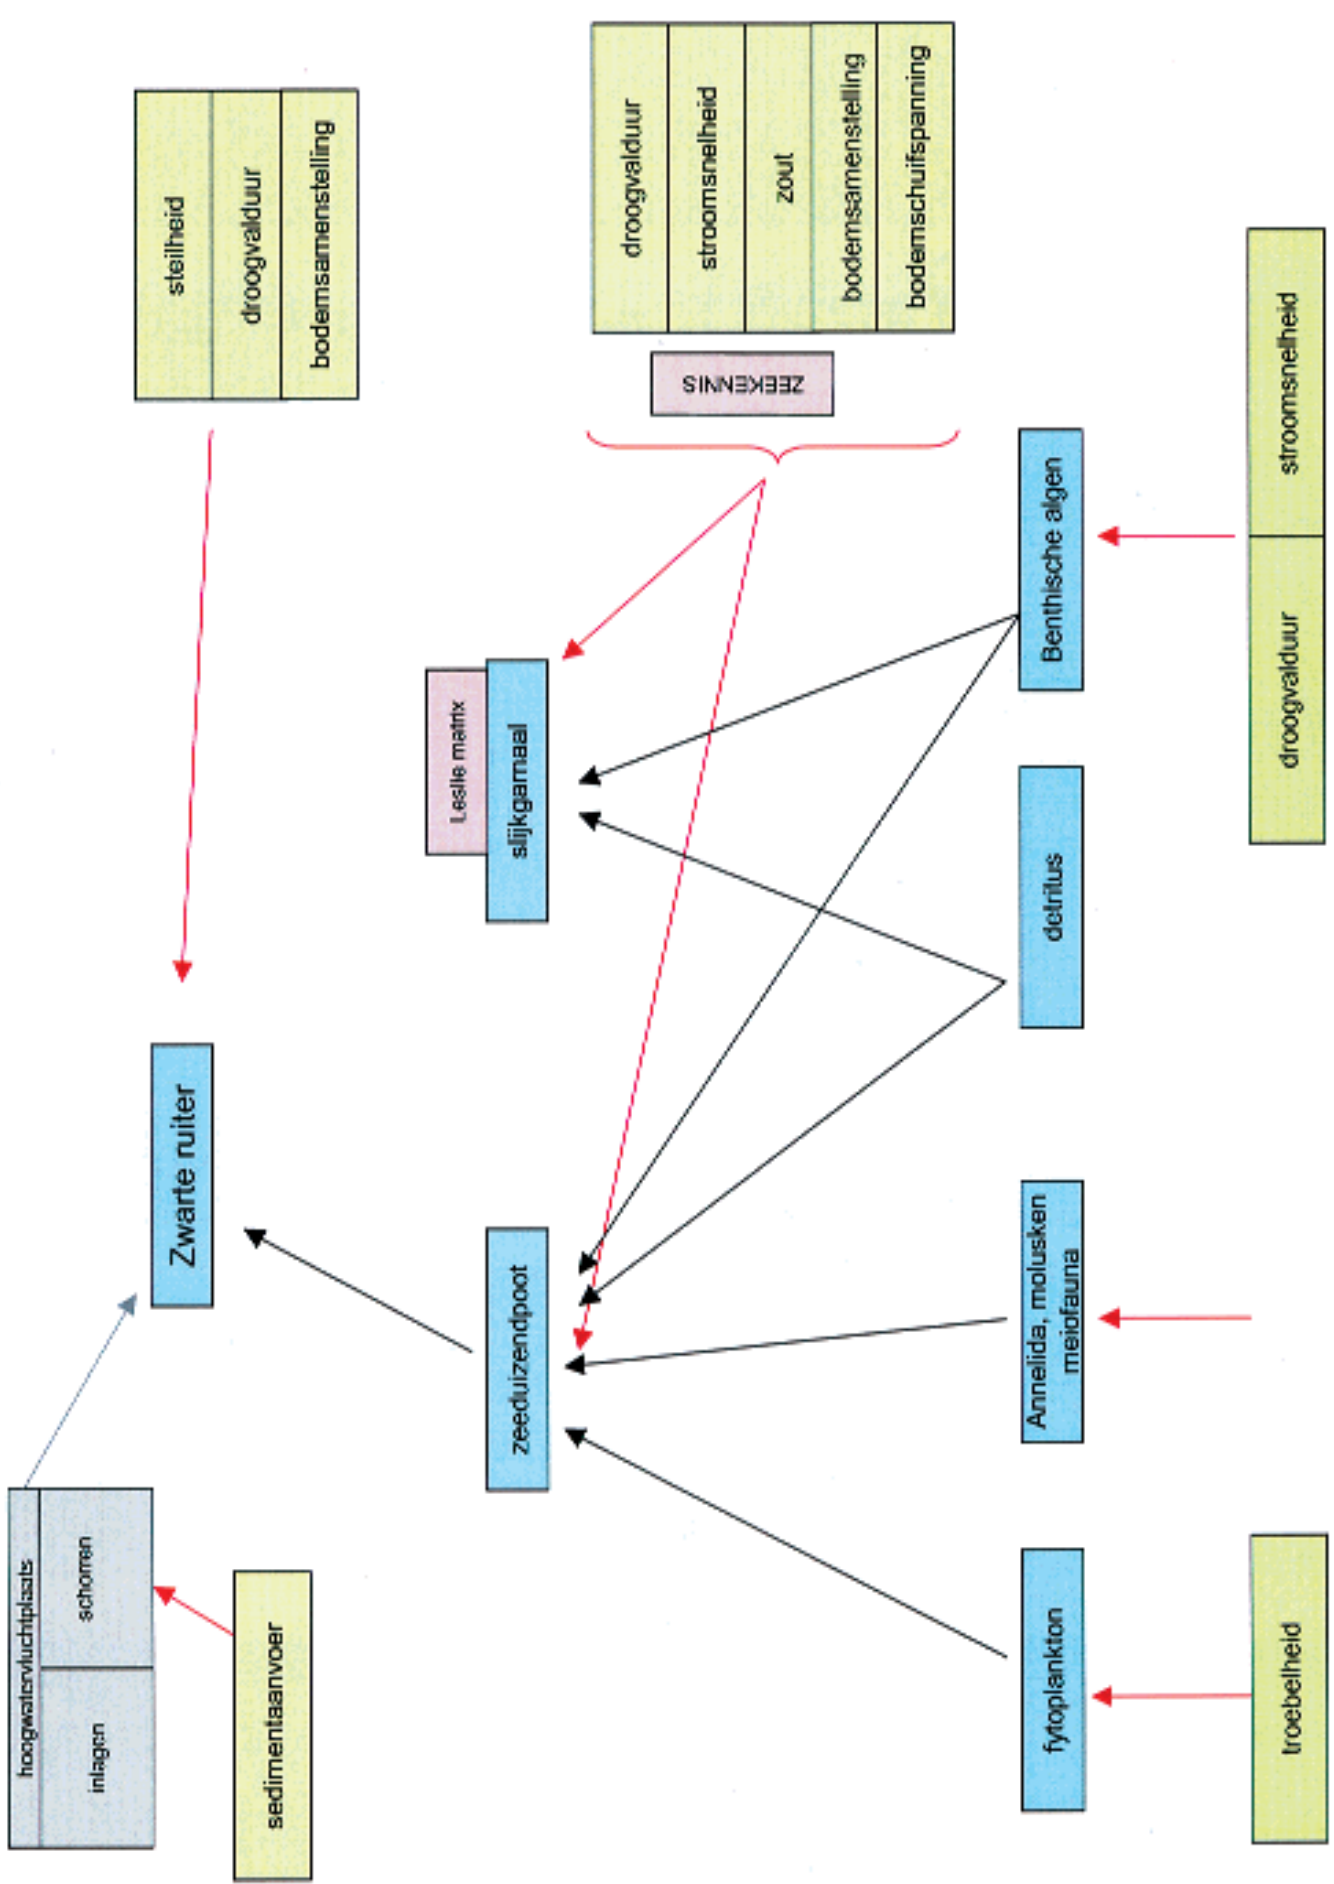 hoogwatervluchtplaats
inlagen
schorren
sedimentaanvoer
Zwarte ruiter
steilheid
droogvalduur
bodemsamenstelling
zeeduizendpoot
Leslie matrix
slijkgarnaal
ZEEKENNIS
droogvalduur
stroomsnelheid
zout
bodemsamenstelling
bodemschuifspanning
fytoplankton
Annelida, molusken
meiofauna
detritus
Benthische algen
troebelheid
droogvalduur
stroomsnelheid